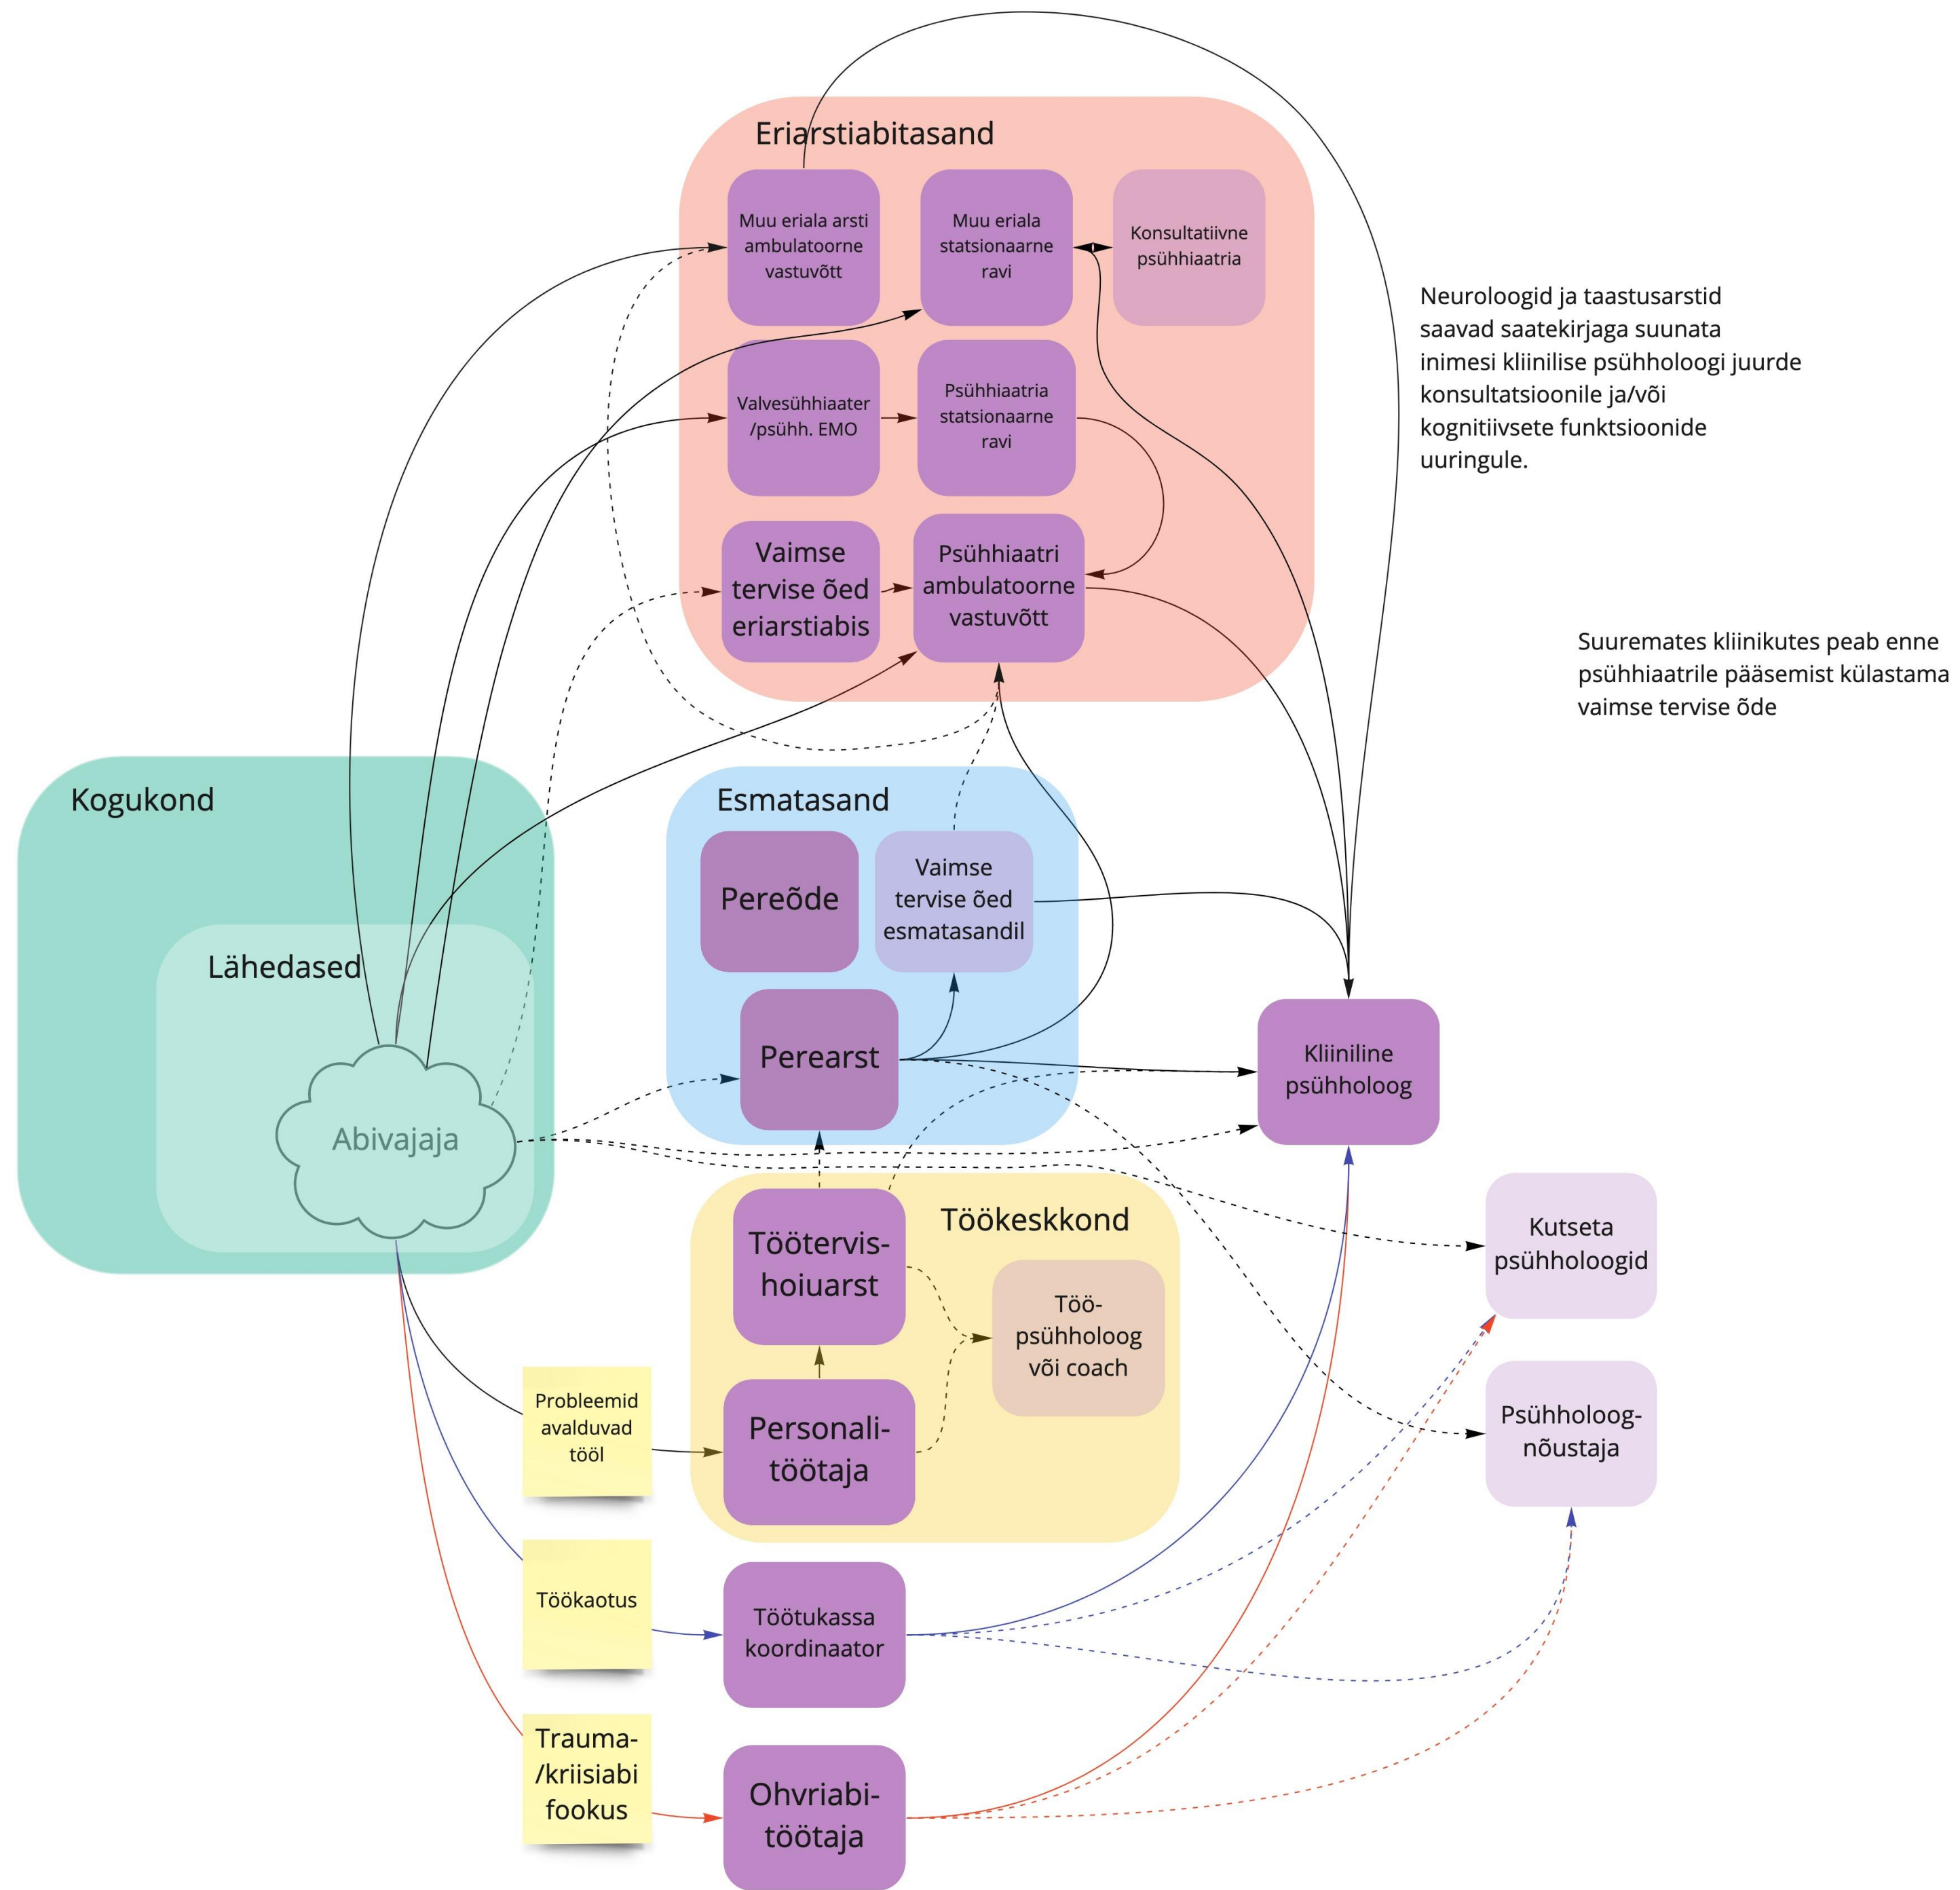 Eriarstiabitasand
Muu eriala arsti
ambulatoorne
vastuvõtt
Muu eriala
statsionaarne
ravi
Konsultatiivne
psühhiaatria
Valvesühhiaater
/psühh. EMO
Psühhiaatria
statsionaarne
ravi
Vaimse
tervise õed
eriarstiabis
Psühhiaatri
ambulatoorne
vastuvõtt
Neuroloogid ja taastusarstid
saavad saatekirjaga suunata
inimesi kliinilise psühholoogi juurde
konsultatsioonile ja/või
kognitiivsete funktsioonide
uuringule.
Suuremates kliinikutes peab enne
psühhiaatrile pääsemist külastama
vaimse tervise õde
Kogukond
Lähedased
Abivajaja
Esmatasand
Pereõde
Vaimse
tervise õed
esmatasandil
Perearst
Kliiniline
psühholoog
Töökeskkond
Töötervis-
hoiuarst
Töö-
psühholoog
või coach
Personali-
töötaja
Kutseta
psühholoogid
Psühholoog-
nõustaja
Probleemid
avalduvad
tööl
Töökaotus
Töötukassa
koordinaator
Trauma-
/kriisiabi
fookus
Ohvriabi-
töötaja